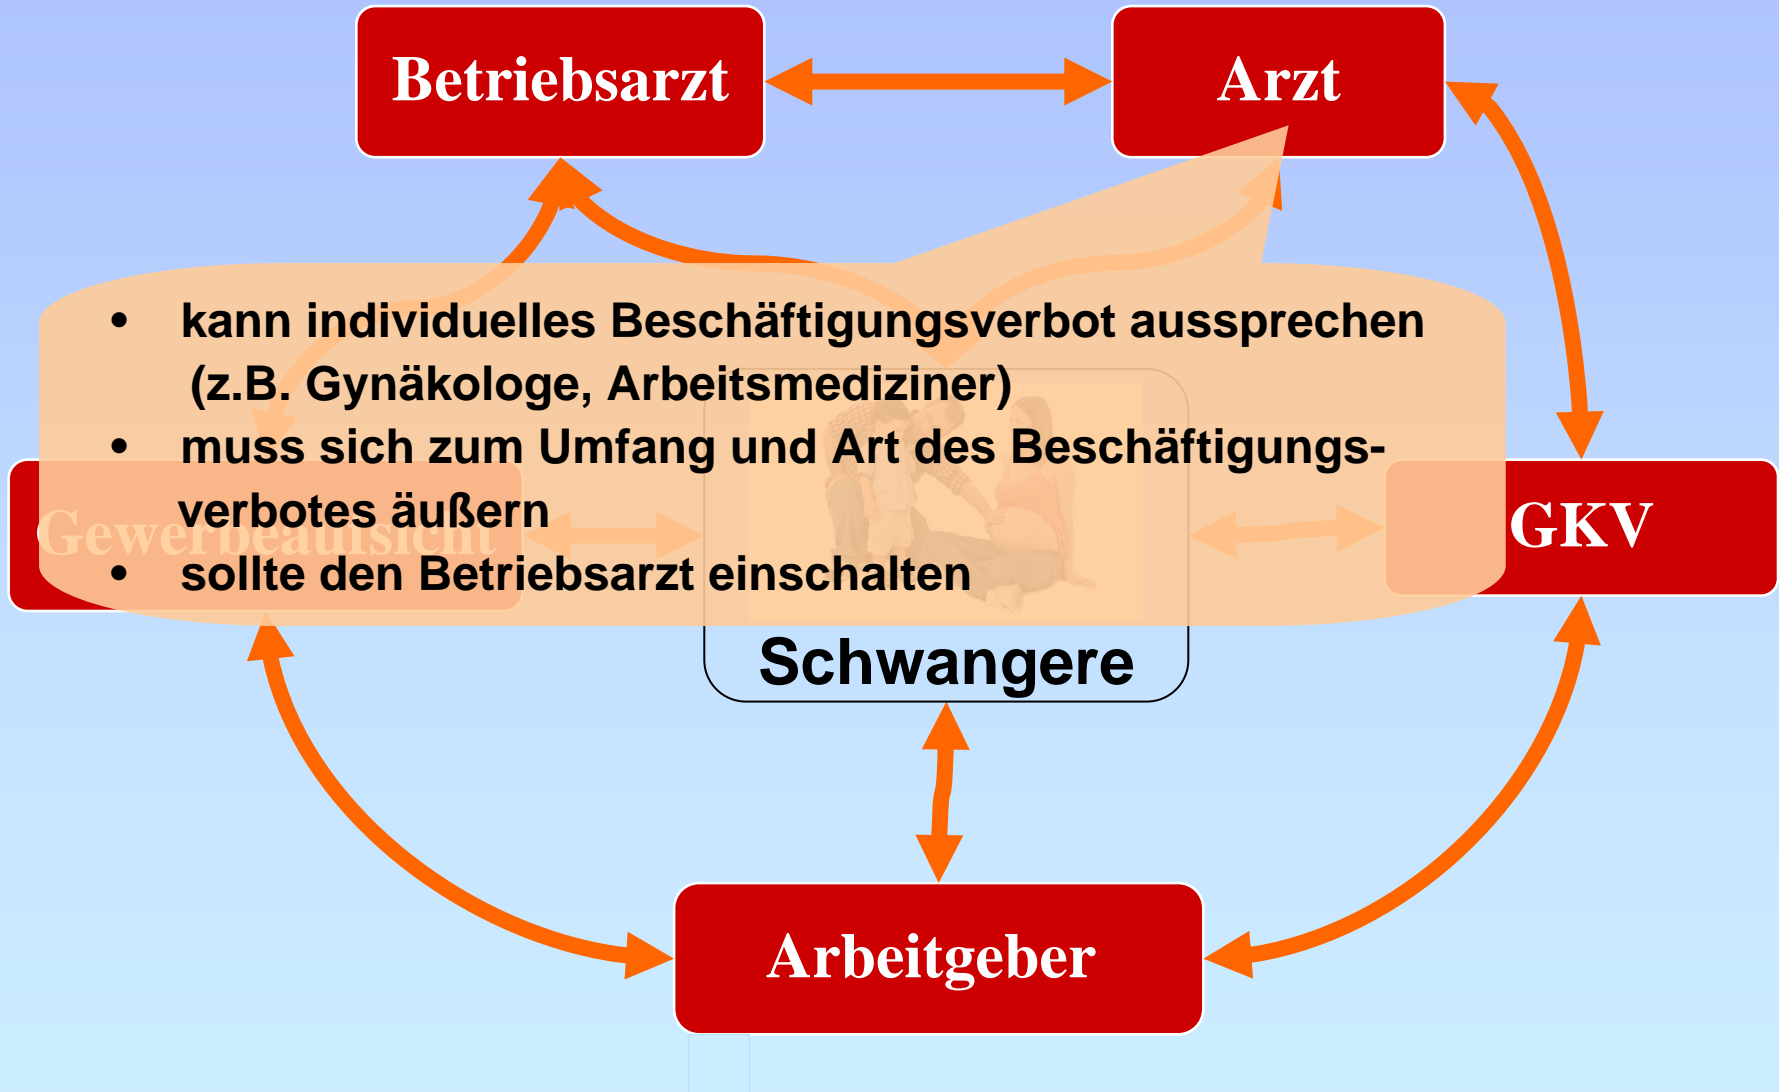 Betriebsarzt
Arzt
• kann individuelles Beschäftigungsverbot aussprechen
(z.B. Gynäkologe, Arbeitsmediziner)
• muss sich zum Umfang und Art des Beschäftigungs-
verbotes äußern
• sollte den Betriebsarzt einschalten
Gewerbeaufsicht
GKV
Schwangere
Arbeitgeber